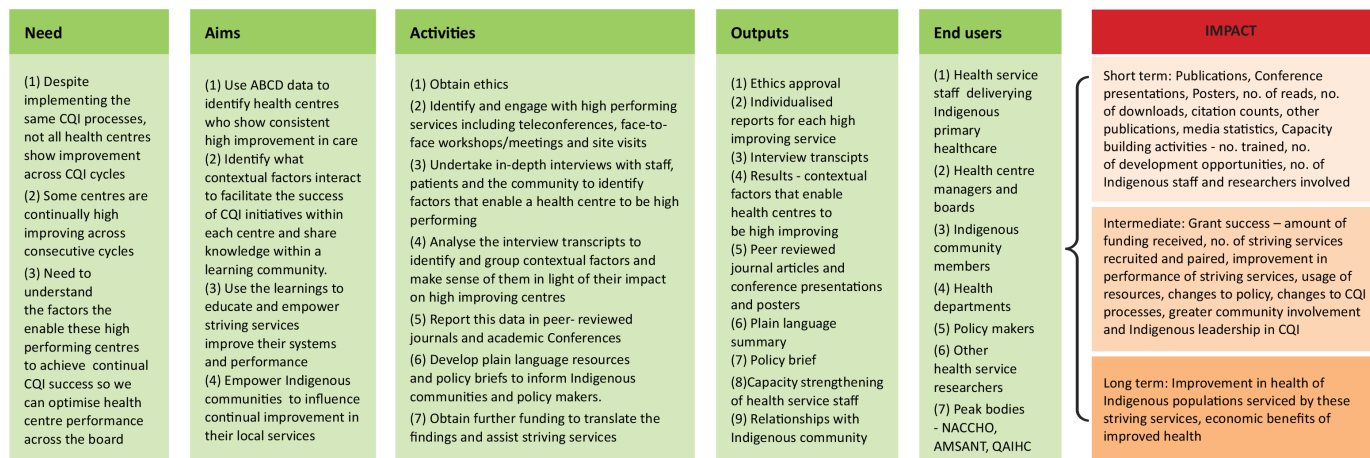 Need
(1) Despite
implementing the
same CQI processes,
not all health centres
show improvement
across CQI cycles
(2) Some centres are
continually high
improving across
consecutive cycles
(3) Need to
understand
the factors the
enable these high
performing centres
to achieve continual
CQI success so we
can optimise health
centre performance
across the board
Aims
(1) Use ABCD data to
identify health centres
who show consistent
high improvement in care
(2) Identify what
contextual factors interact
to facilitate the success
of CQI initiatives within
each centre and share
knowledge within a
learning community.
(3) Use the learnings to
educate and empower
striving services
improve their systems
and performance
(4) Empower Indigenous
communities to influence
continual improvement in
their local services
Activities
(1) Obtain ethics
(2) Identify and engage with high performing
services including teleconferences, face-to-
face workshops/meetings and site visits
(3) Undertake in-depth interviews with staff,
patients and the community to identify
factors that enable a health centre to be high
performing
(4) Analyse the interview transcripts to
identify and group contextual factors and
make sense of them in light of their impact
on high improving centres
(5) Report this data in peer- reviewed
journals and academic Conferences
(6) Develop plain language resources
and policy briefs to inform Indigenous
communities and policy makers.
(7) Obtain further funding to translate the
findings and assist striving services
Outputs
(1) Ethics approval
(2) Individualised
reports for each high
improving service
(3) Interview transcipts
(4) Results - contextual
factors that enable
health centres to
be high improving
(5) Peer reviewed
journal articles and
conference presentations
and posters
(6) Plain language
summary
(7) Policy brief
(8)Capacity strengthening
of health service staff
(9) Relationships with
Indigenous community
End users
(1) Health service
staff deliverying
Indigenous
primary
healthcare
(2) Health centre
managers and
boards
(3) Indigenous
community
members
(4) Health
departments
(5) Policy makers
(6) Other
health service
researchers
(7) Peak bodies
- NACCHO,
AMSANT, QAIHC
IMPACT
Short term: Publications, Conference
presentations, Posters, no. of reads, no.
of downloads, citation counts, other
publications, media statistics, Capacity
building activities - no. trained, no.
of development opportunities, no. of
Indigenous staff and researchers involved
Intermediate: Grant success – amount of
funding received, no. of striving services
recruited and paired, improvement in
performance of striving services, usage of
resources, changes to policy, changes to CQI
processes, greater community involvement
and Indigenous leadership in CQI
Long term: Improvement in health of
Indigenous populations serviced by these
striving services, economic benefits of
improved health